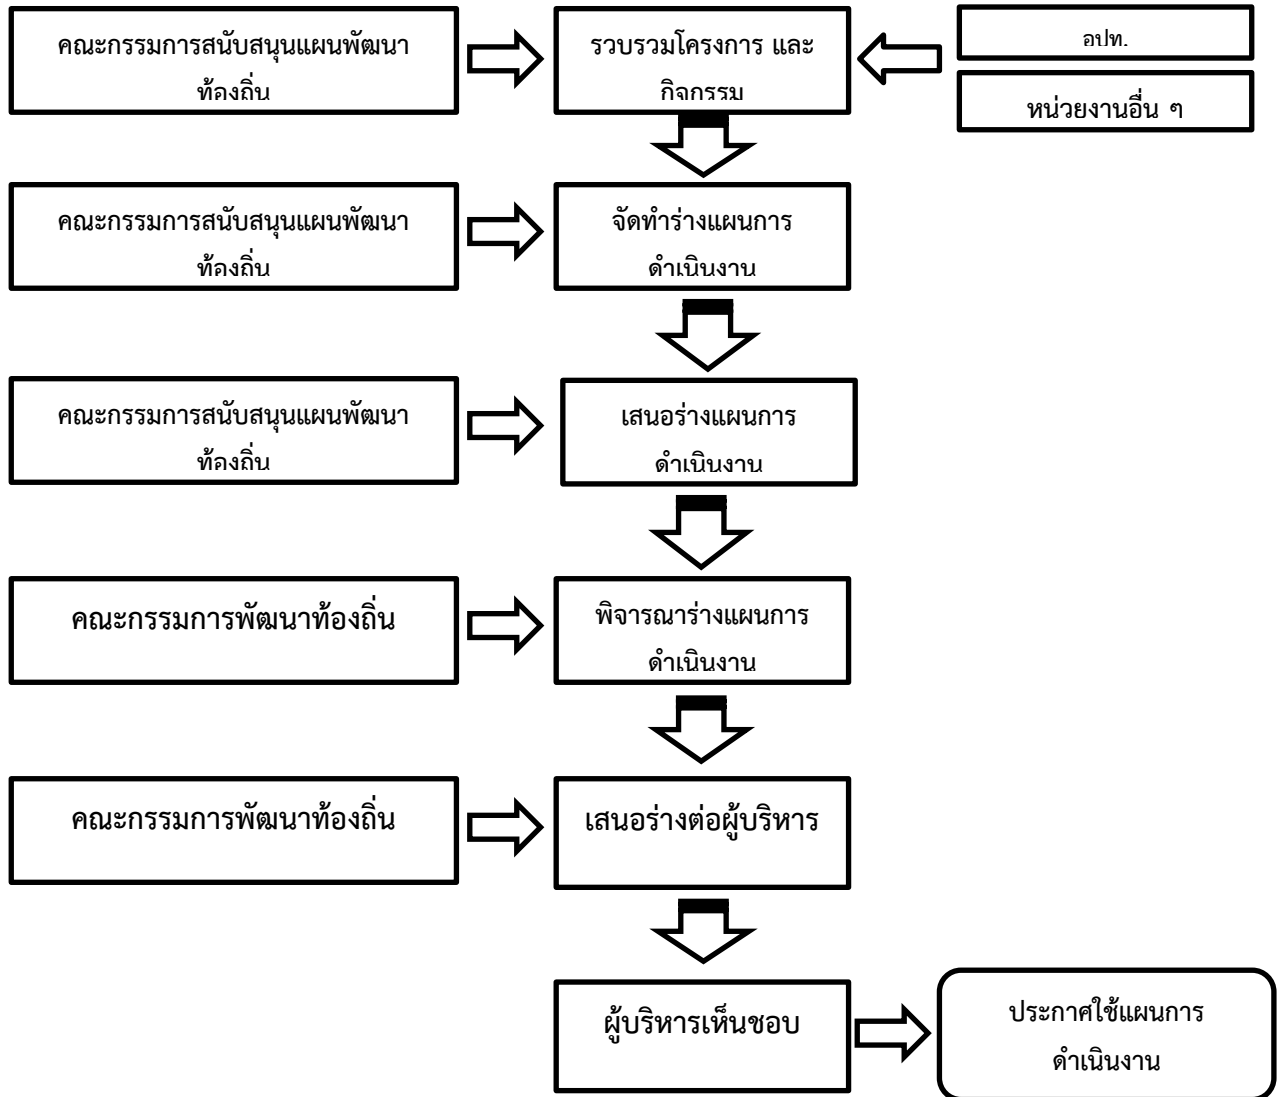 คณะกรรมการสนับสนุนแผนพัฒนา
ท้องถิ่น
รวบรวมโครงการ และ
กิจกรรม
อปท.
หน่วยงานอื่น ๆ
คณะกรรมการสนับสนุนแผนพัฒนา
ท้องถิ่น
จัดทำร่างแผนการ
ดำเนินงาน
คณะกรรมการสนับสนุนแผนพัฒนา
ท้องถิ่น
เสนอร่างแผนการ
ดำเนินงาน
คณะกรรมการพัฒนาท้องถิ่น
พิจารณาร่างแผนการ
ดำเนินงาน
คณะกรรมการพัฒนาท้องถิ่น
เสนอร่างต่อผู้บริหาร
ผู้บริหารเห็นชอบ
ประกาศใช้แผนการ
ดำเนินงาน